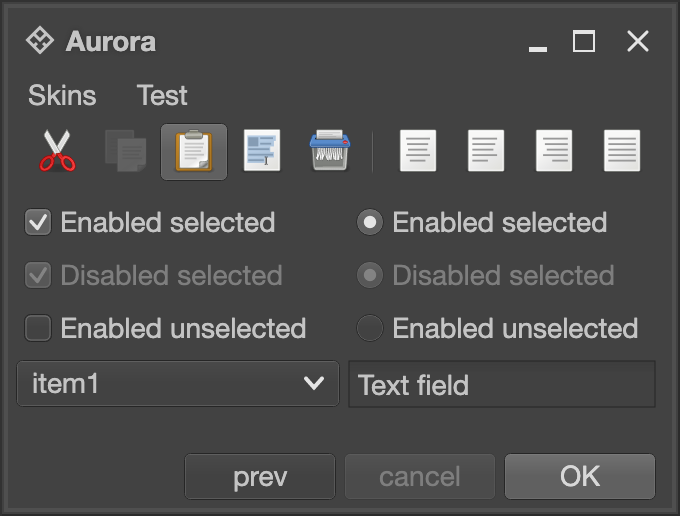 Aurora
Skins Test
Enabled selected Enabled selected
Disabled selected Disabled selected
Enabled unselected Enabled unselected
item1 Text field
prev cancel OK